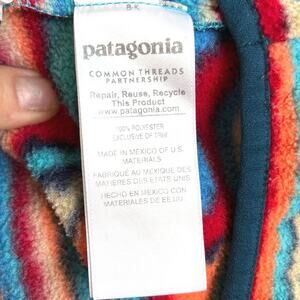 patagonia
COMMON THREADS
PARTNERSHIP
Repair, Reuse, Recycle
This Product
www.patagonia.com
100% POLYESTER
EXCLUSIVE OF TRIM
MADE IN MEXICO OF U.S.
MATERIALS
FABRIQUÉ AU MEXIQUE DES
MATIÈRES DES ÉTATS-UNIS
HECHO EN MÉXICO CON
MATERIALES DE EE.UU